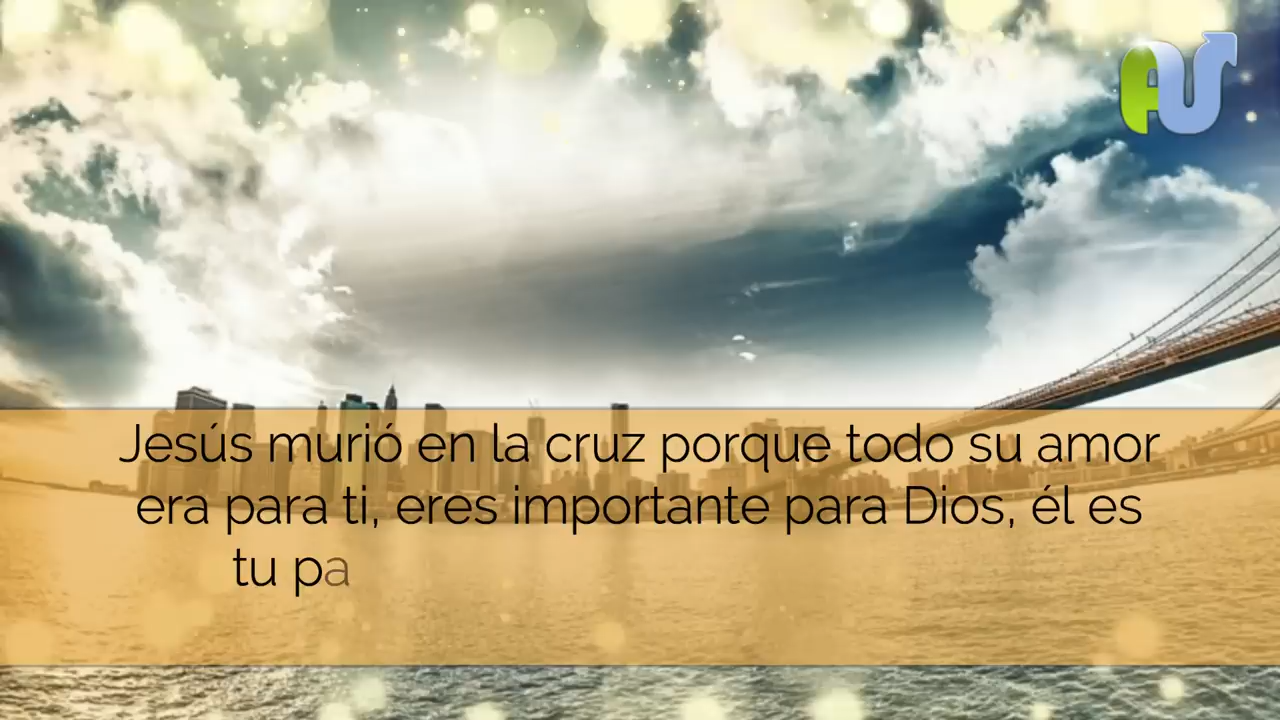 AU
Jesús murió en la cruz porque todo su amor
era para ti, eres importante para Dios, él es
tu pa